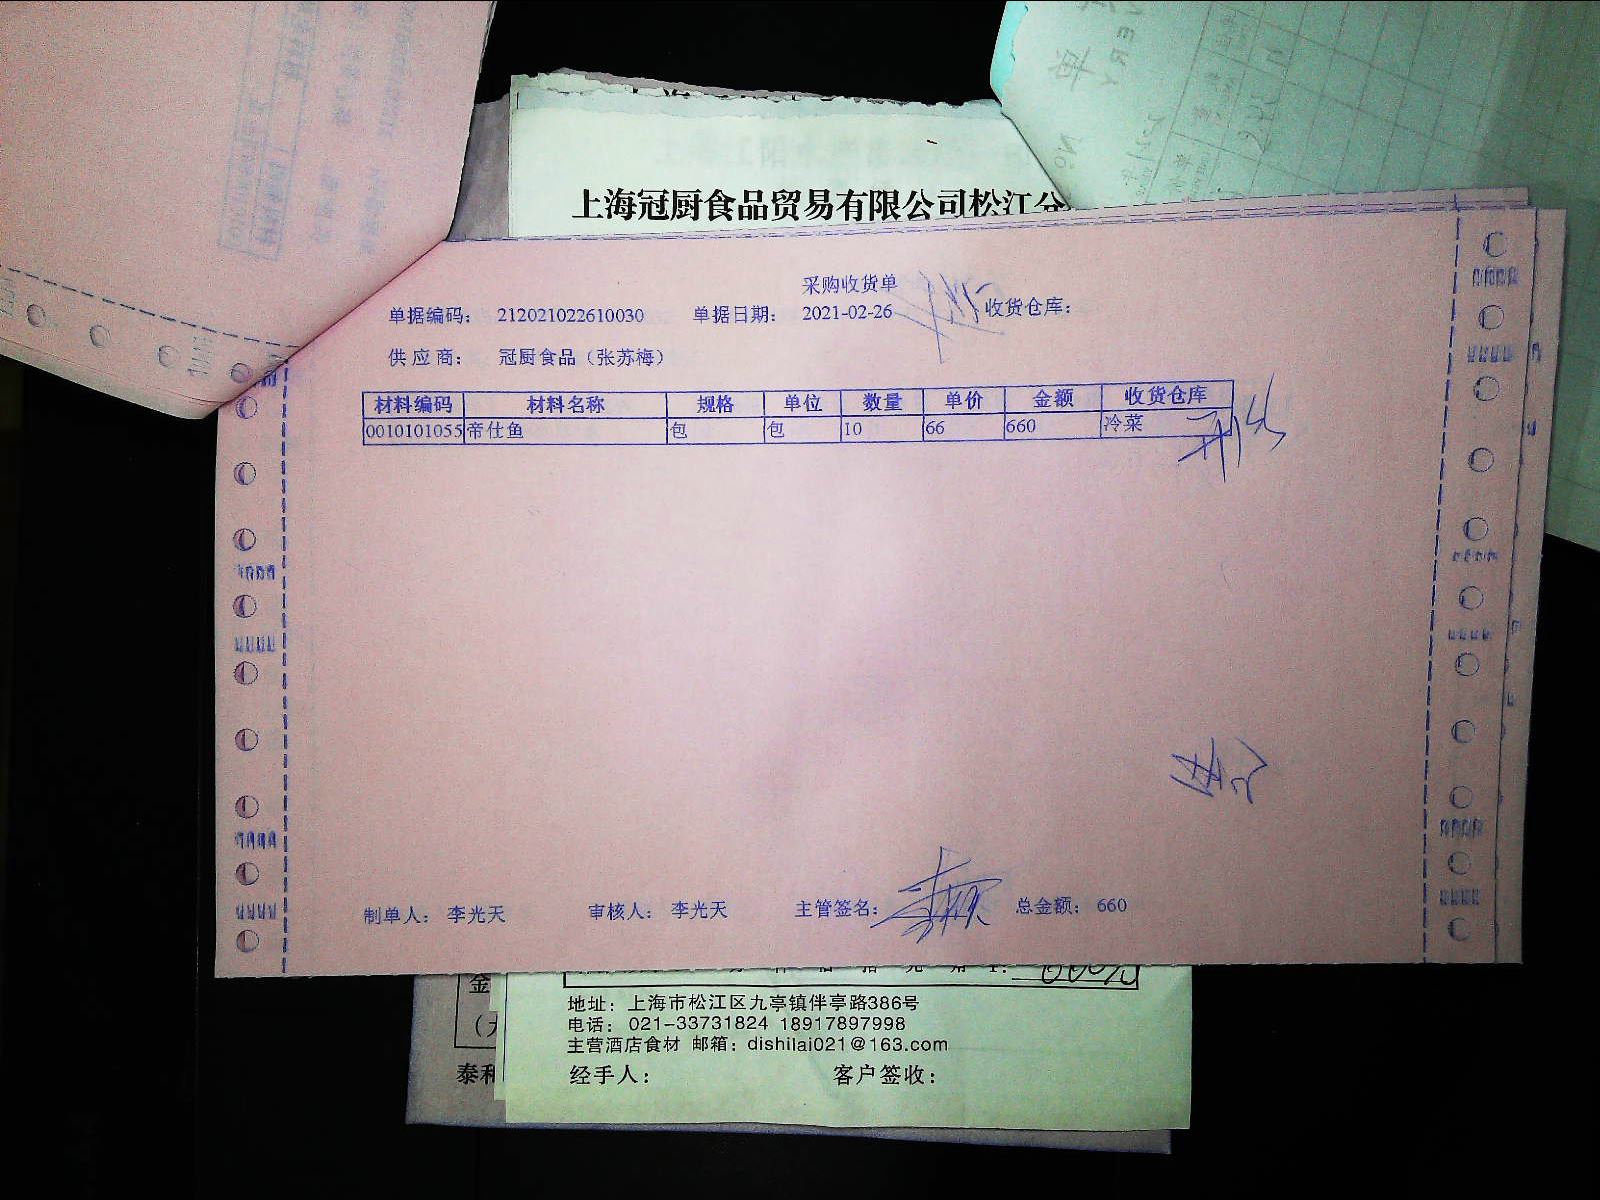 上海冠厨食品贸易有限公司松江分
采购收货单
单据编码： 212021022610030 单据日期： 2021-02-26 收货仓库：
供 应 商： 冠厨食品（张苏梅）
材料编码 材料名称 规格 单位 数量 单价 金额 收货仓库
0010101055 帝仕鱼 包 包 10 66 660 冷菜
制单人： 李光天 审核人： 李光天 主管签名： 总金额： 660
金
地址：上海市松江区九亭镇伴亭路386号
电话： 021-33731824 18917897998
主营酒店食材 邮箱：dishilai021@163.com
泰和 经手人： 客户签收：